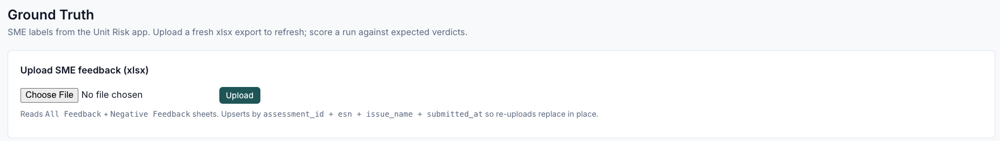 Ground Truth
SME labels from the Unit Risk app. Upload a fresh xlsx export to refresh; score a run against expected verdicts.
Upload SME feedback (xlsx)
Choose File No file chosen Upload
Reads All Feedback + Negative Feedback sheets. Upserts by assessment_id + esn + issue_name + submitted_at so re-uploads replace in place.